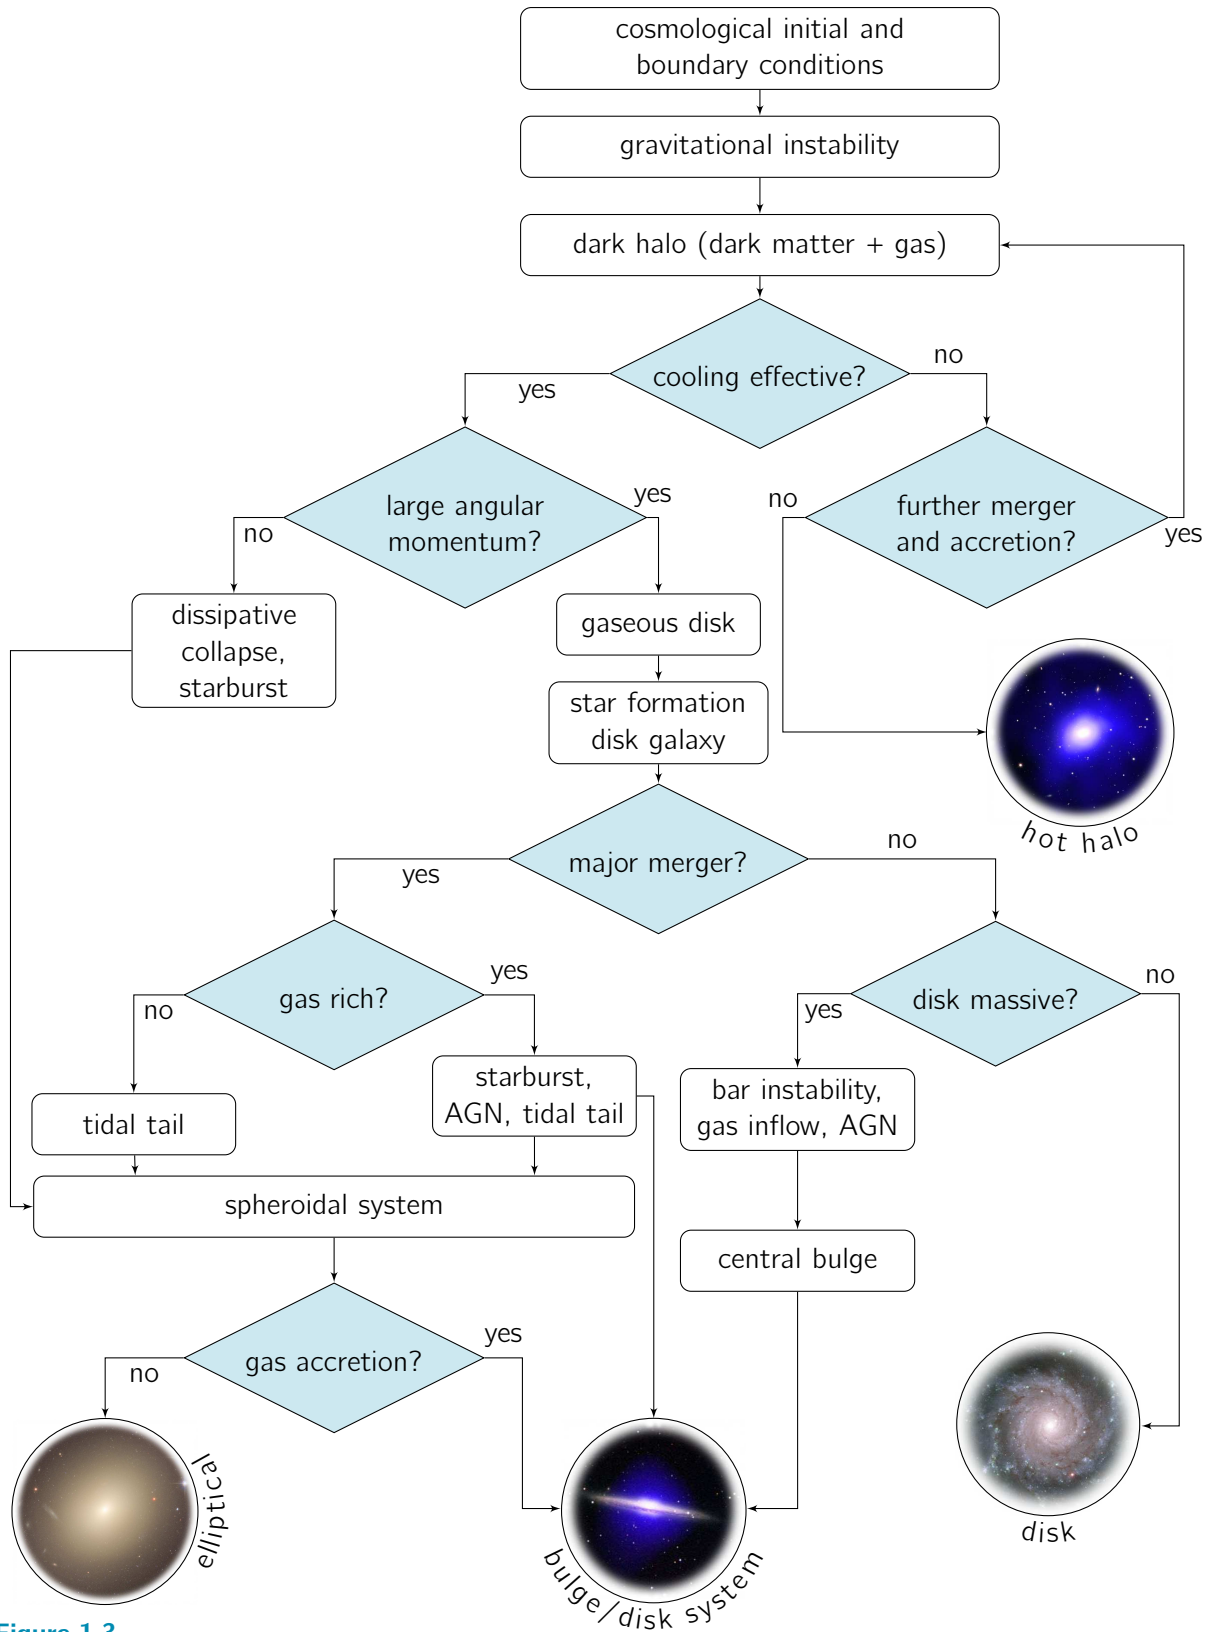 cosmological initial and
boundary conditions
gravitational instability
dark halo (dark matter + gas)
cooling effective?
no
yes
large angular
momentum?
yes
no
further merger
and accretion?
no
yes
dissipative
collapse,
starburst
gaseous disk
star formation
disk galaxy
hot halo
major merger?
yes
no
gas rich?
yes
no
disk massive?
no
yes
tidal tail
starburst,
AGN, tidal tail
bar instability,
gas inflow, AGN
spheroidal system
central bulge
gas accretion?
yes
no
elliptical
bulge/disk system
disk
Figure 1.3